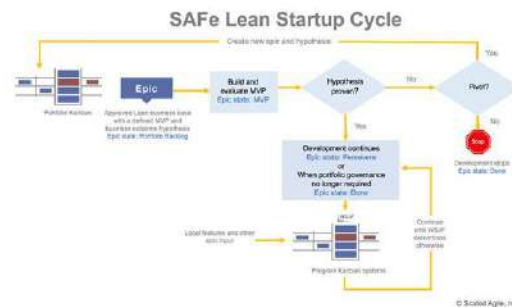 SAFe Lean Startup Cycle
Create new epic and hypothesis
Yes
Portfolio Kanban
Epic
Approved Lean business case
with a defined MVP and
business outcome hypothesis
Epic state: Portfolio Backlog
Build and
evaluate MVP
Epic state: MVP
Hypothesis
proven?
No
Pivot?
Yes
No
Stop
Development stops
Epic state: Done
Development continues
Epic state: Persevere
or
When portfolio governance
no longer required
Epic state: Done
Local features and other
epic input
Program Kanban systems
Continue
until WSJF
determines
otherwise
© Scaled Agile,